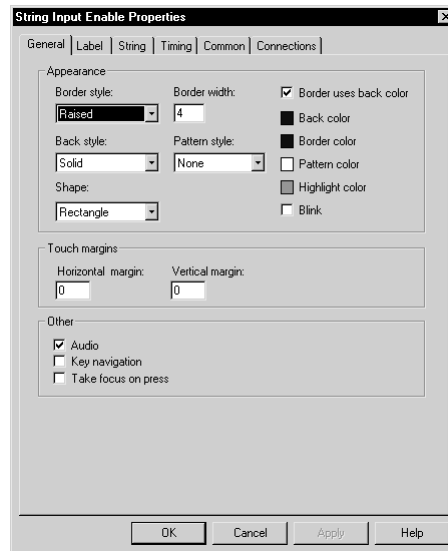 String Input Enable Properties
General Label String Timing Common Connections
Appearance
Border style: Border width: Border uses back color
Raised 4 Back color
Back style: Pattern style: Border color
Solid None Pattern color
Shape: Highlight color
Rectangle Blink
Touch margins
Horizontal margin: Vertical margin:
0 0
Other
Audio
Key navigation
Take focus on press
OK Cancel Apply Help